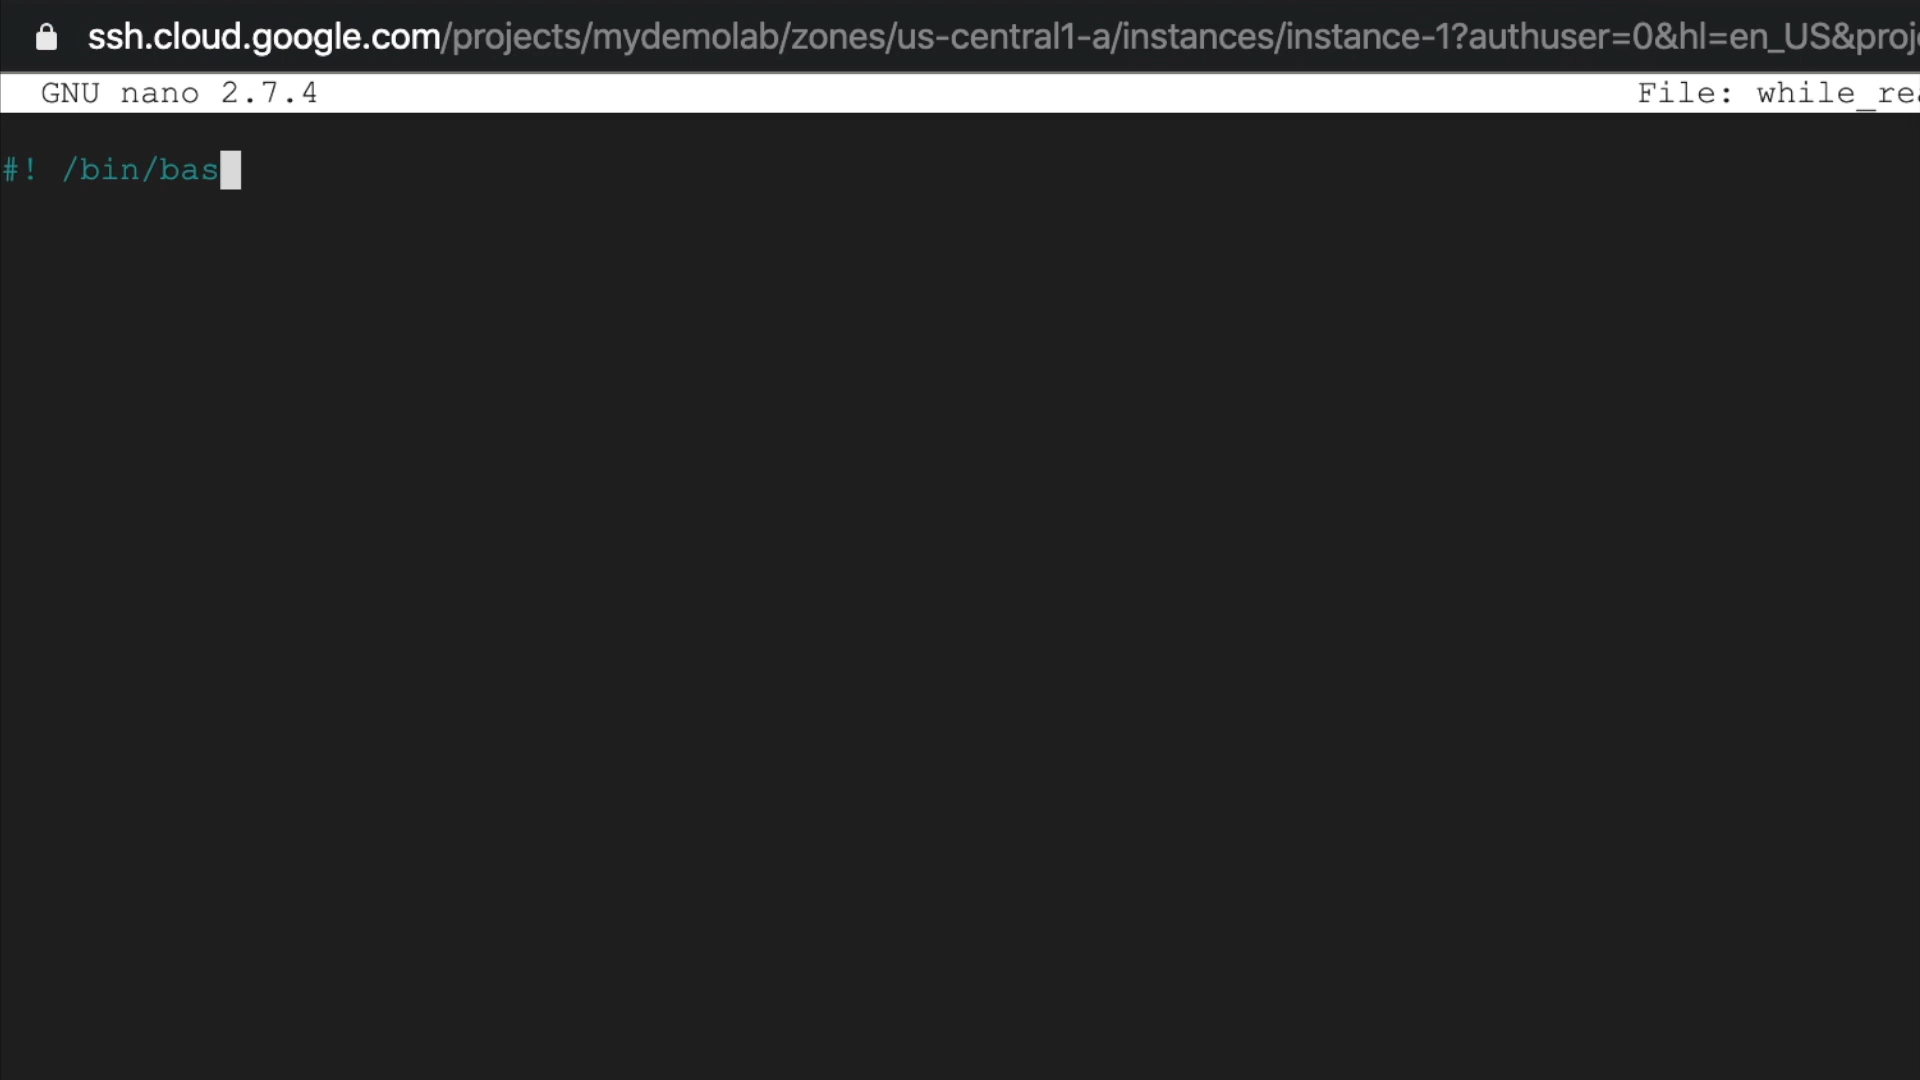 ssh.cloud.google.com/projects/mydemolab/zones/us-central1-a/instances/instance-1?authuser=0&hl=en_US&proj
GNU nano 2.7.4 File: while_rea
#! /bin/bas